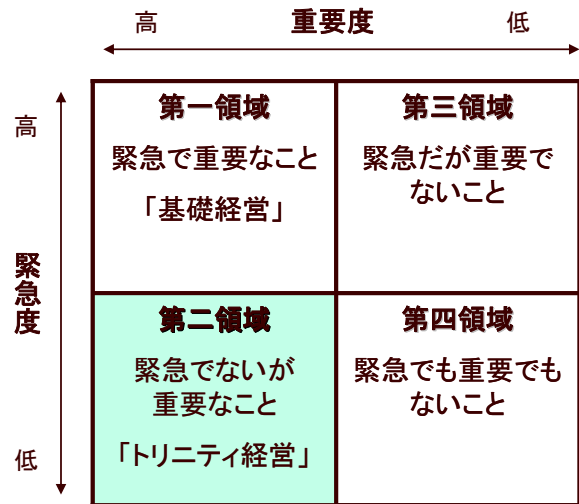 高 重要度 低
高
緊急度
低
第一領域
緊急で重要なこと
「基礎経営」
第三領域
緊急だが重要で
ないこと
第二領域
緊急でないが
重要なこと
「トリニティ経営」
第四領域
緊急でも重要でも
ないこと